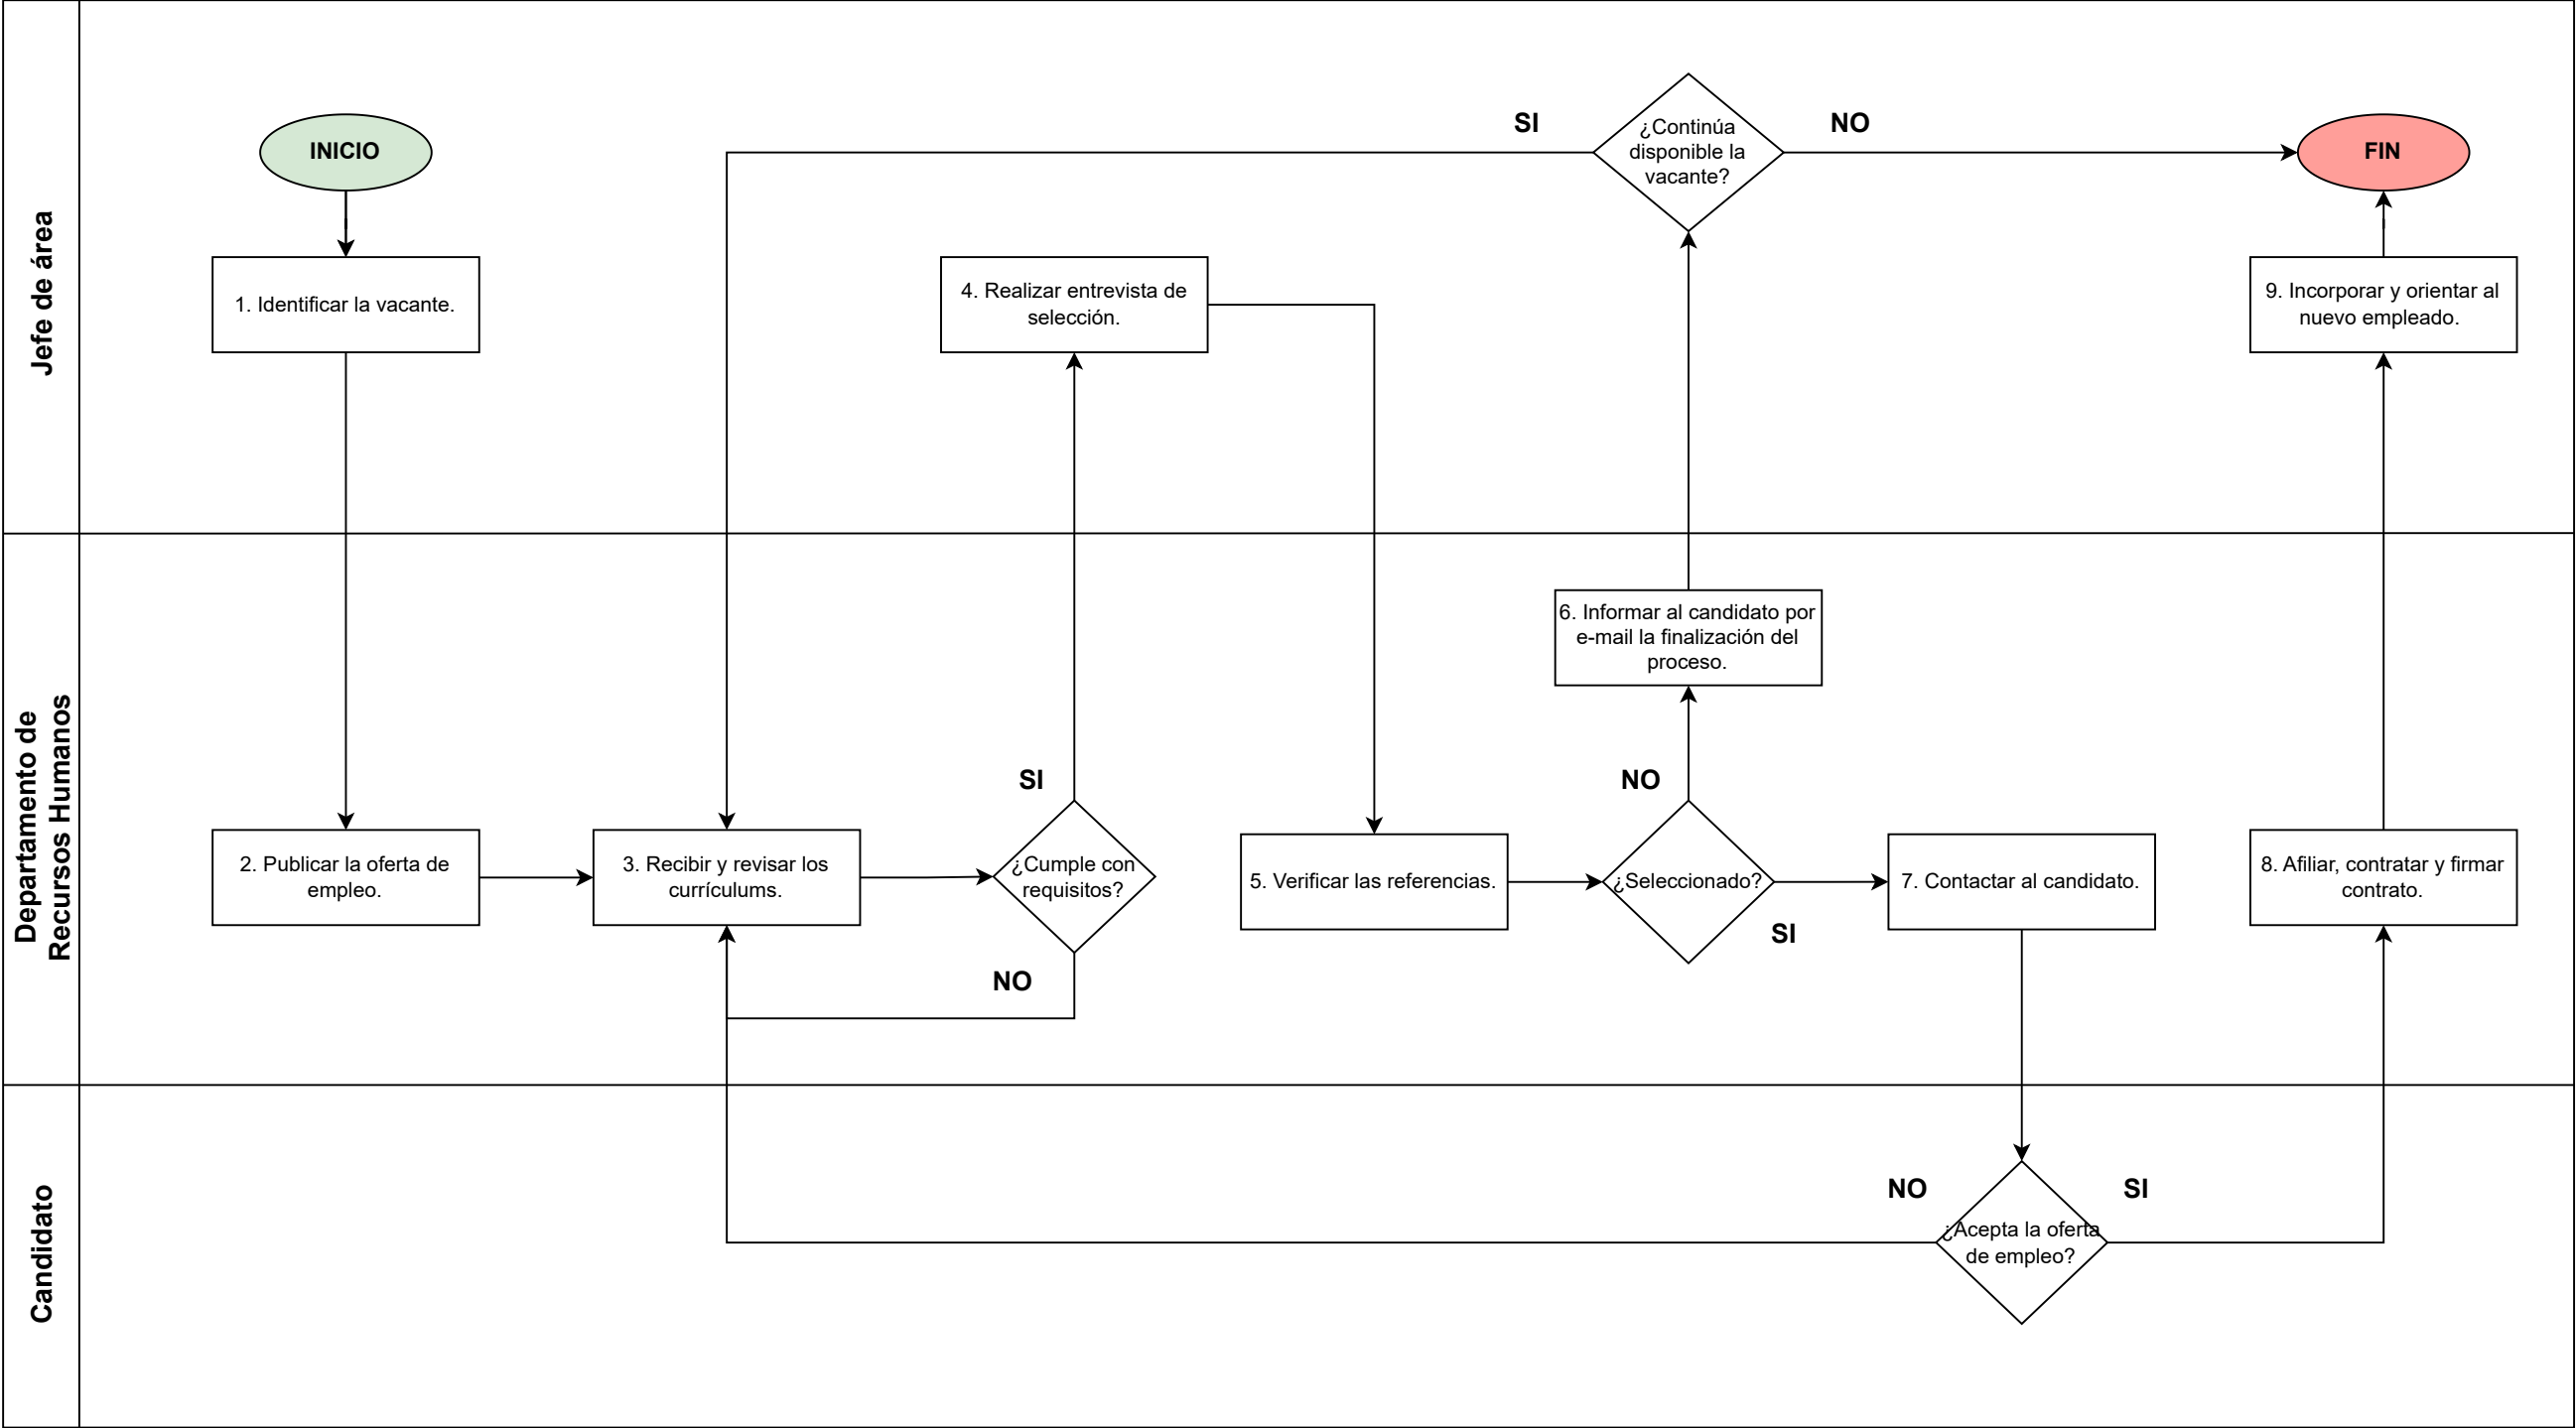 Jefe de área
INICIO
1. Identificar la vacante.
4. Realizar entrevista de
selección.
SI
¿Continúa
disponible la
vacante?
NO
FIN
9. Incorporar y orientar al
nuevo empleado.
Departamento de
Recursos Humanos
2. Publicar la oferta de
empleo.
3. Recibir y revisar los
currículums.
SI
¿Cumple con
requisitos?
NO
5. Verificar las referencias.
6. Informar al candidato por
e-mail la finalización del
proceso.
NO
¿Seleccionado?
SI
7. Contactar al candidato.
8. Afiliar, contratar y firmar
contrato.
Candidato
NO
¿Acepta la oferta
de empleo?
SI